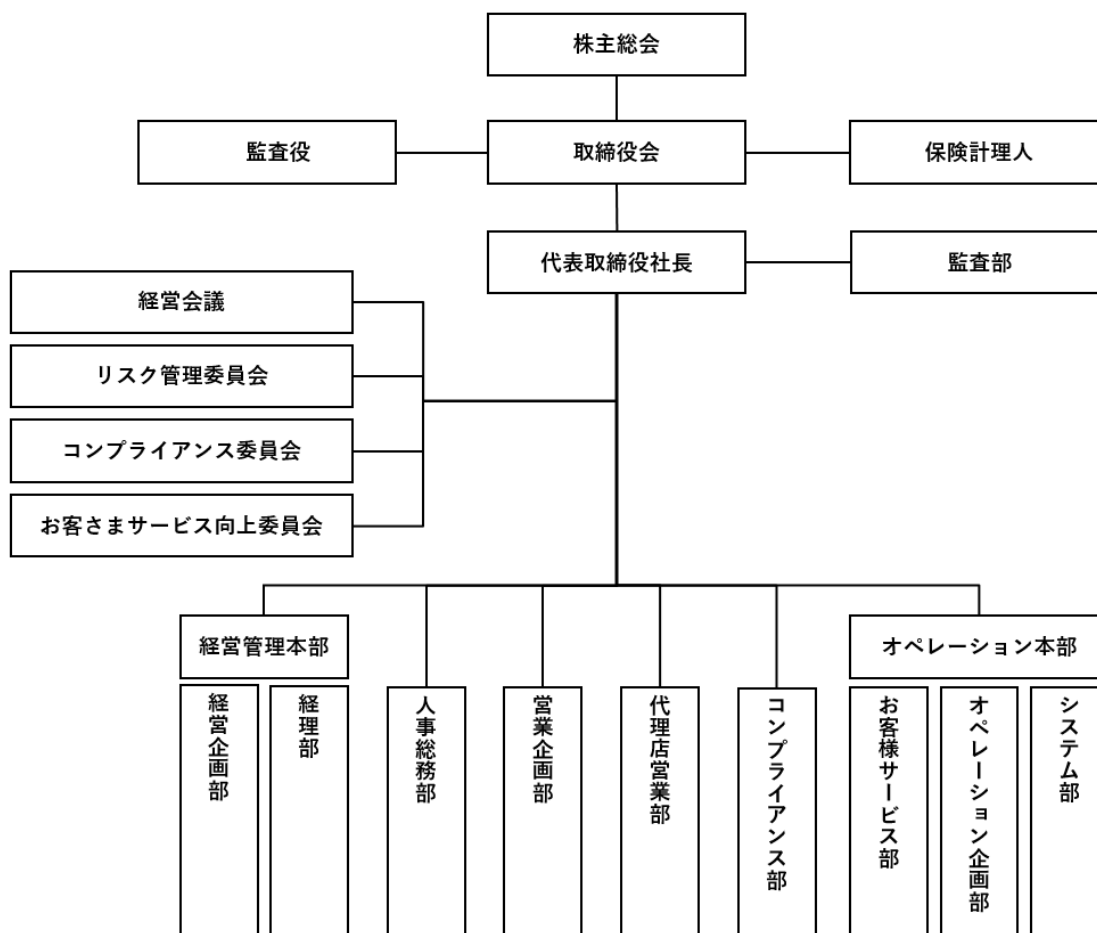 株主総会
監査役
取締役会
保険計理人
代表取締役社長
監査部
経営会議
リスク管理委員会
コンプライアンス委員会
お客さまサービス向上委員会
経営管理本部
オペレーション本部
経営企画部
経理部
人事総務部
営業企画部
代理店営業部
コンプライアンス部
お客様サービス部
オペレーション企画部
システム部